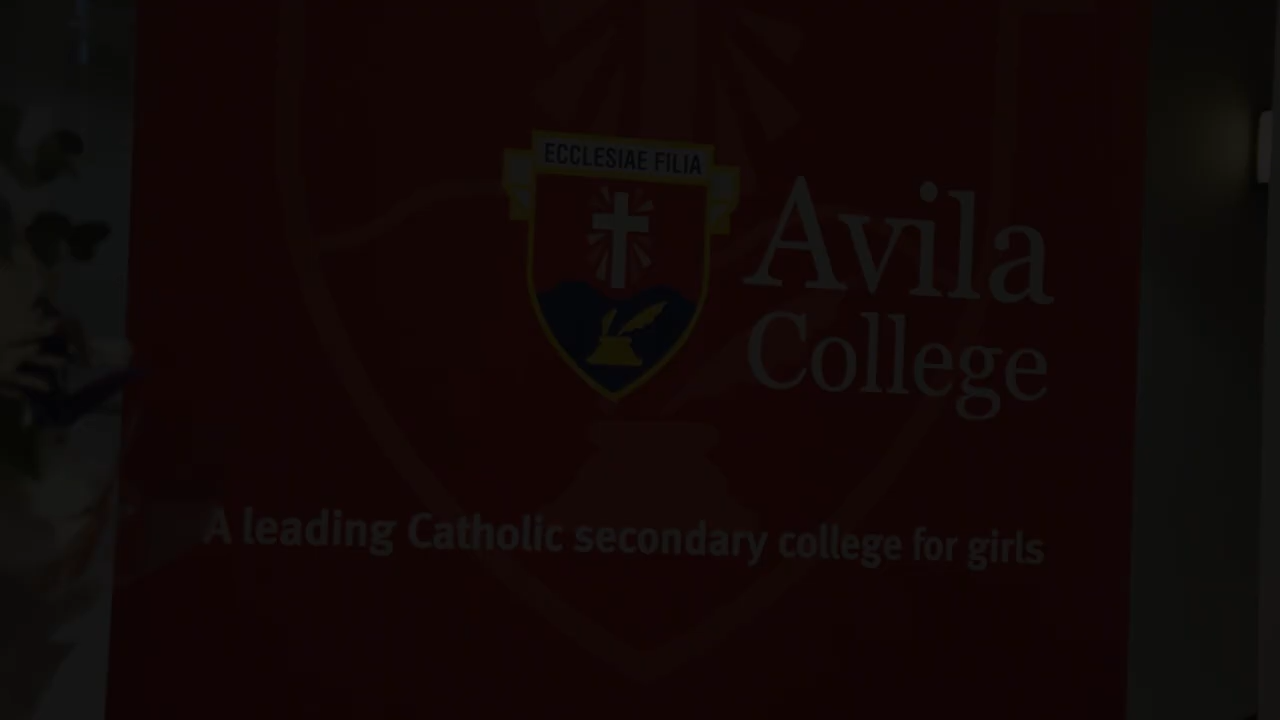 ECCLESIAE FILIA
Avila
College
A leading Catholic secondary college for girls